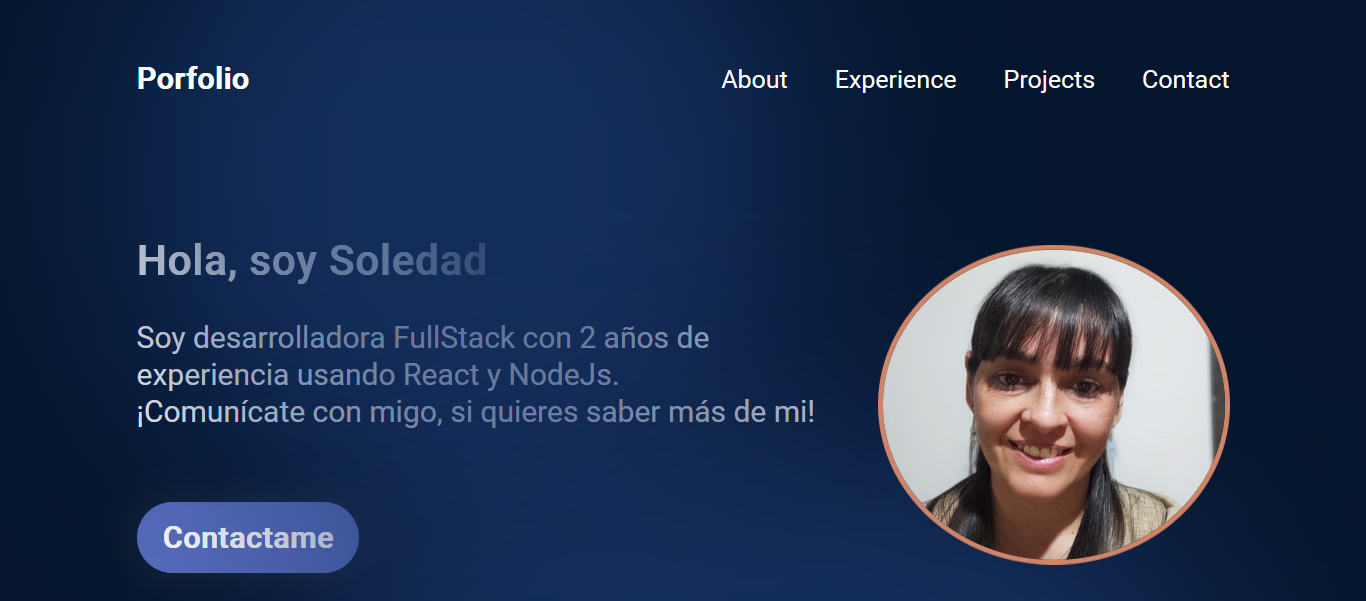 Porfolio
About Experience Projects Contact
Hola, soy Soledad
Soy desarrolladora FullStack con 2 años de
experiencia usando React y NodeJs.
¡Comunícate con migo, si quieres saber más de mi!
Contactame